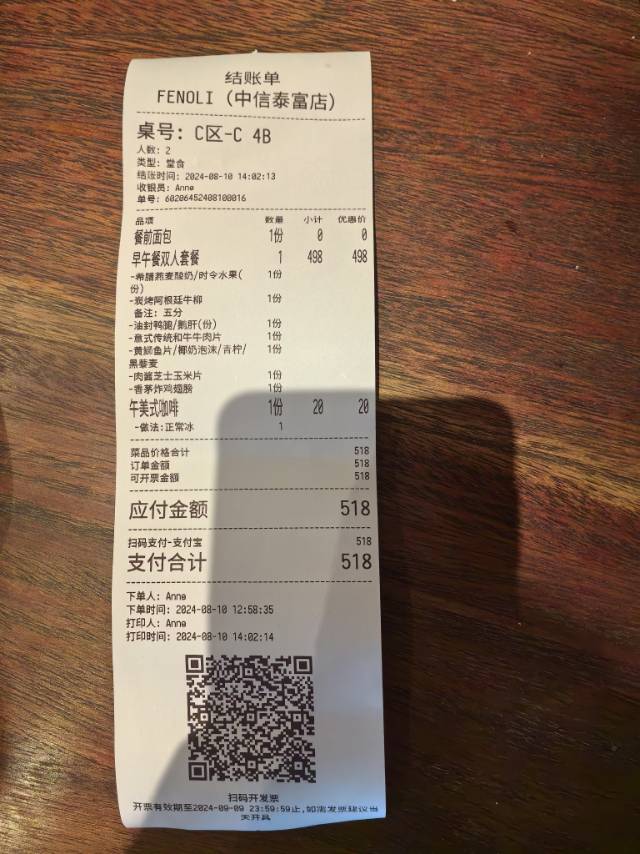 结账单
FENOLI (中信泰富店)
桌号: C区-C 4B
人数: 2
类型: 堂食
结账时间: 2024-08-10 14:02:13
收银员: Anne
单号: 60206452408100016
品项 数量 小计 优惠价
餐前面包 1份 0 0
早午餐双人套餐 1 498 498
-希腊燕麦酸奶/时令水果( 1份
份)
-炭烤阿根廷牛柳 1份
备注: 五分
-油封鸭腿/鹅肝(份) 1份
-意式传统和牛牛肉片 1份
-黄鰤鱼片/椰奶泡沫/青柠/ 1份
黑藜麦
-肉酱芝士玉米片 1份
-香茅炸鸡翅膀 1份
午美式咖啡 1份 20 20
-做法:正常冰 1
菜品价格合计 518
订单金额 518
可开票金额 518
应付金额 518
扫码支付-支付宝 518
支付合计 518
下单人: Anne
下单时间: 2024-08-10 12:58:35
打印人: Anne
打印时间: 2024-08-10 14:02:14
扫码开发票
开票有效期至2024-09-09 23:59:59止,如需发票建议当
天开具